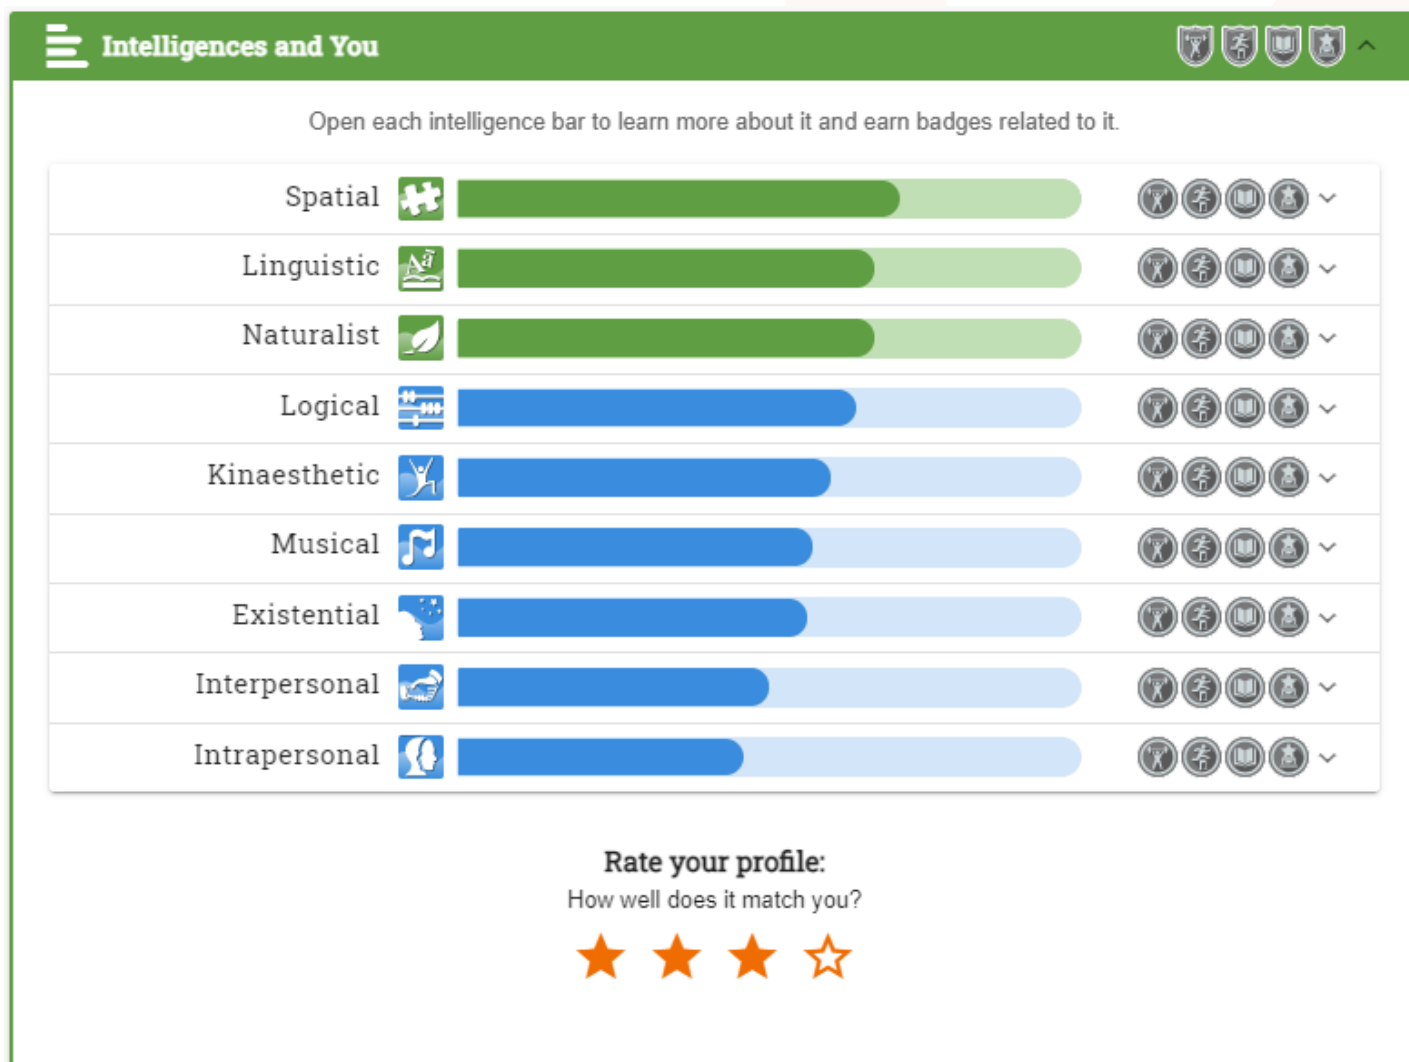 Intelligences and You
Open each intelligence bar to learn more about it and earn badges related to it.
Spatial
Linguistic
Naturalist
Logical
Kinaesthetic
Musical
Existential
Interpersonal
Intrapersonal
Rate your profile:
How well does it match you?